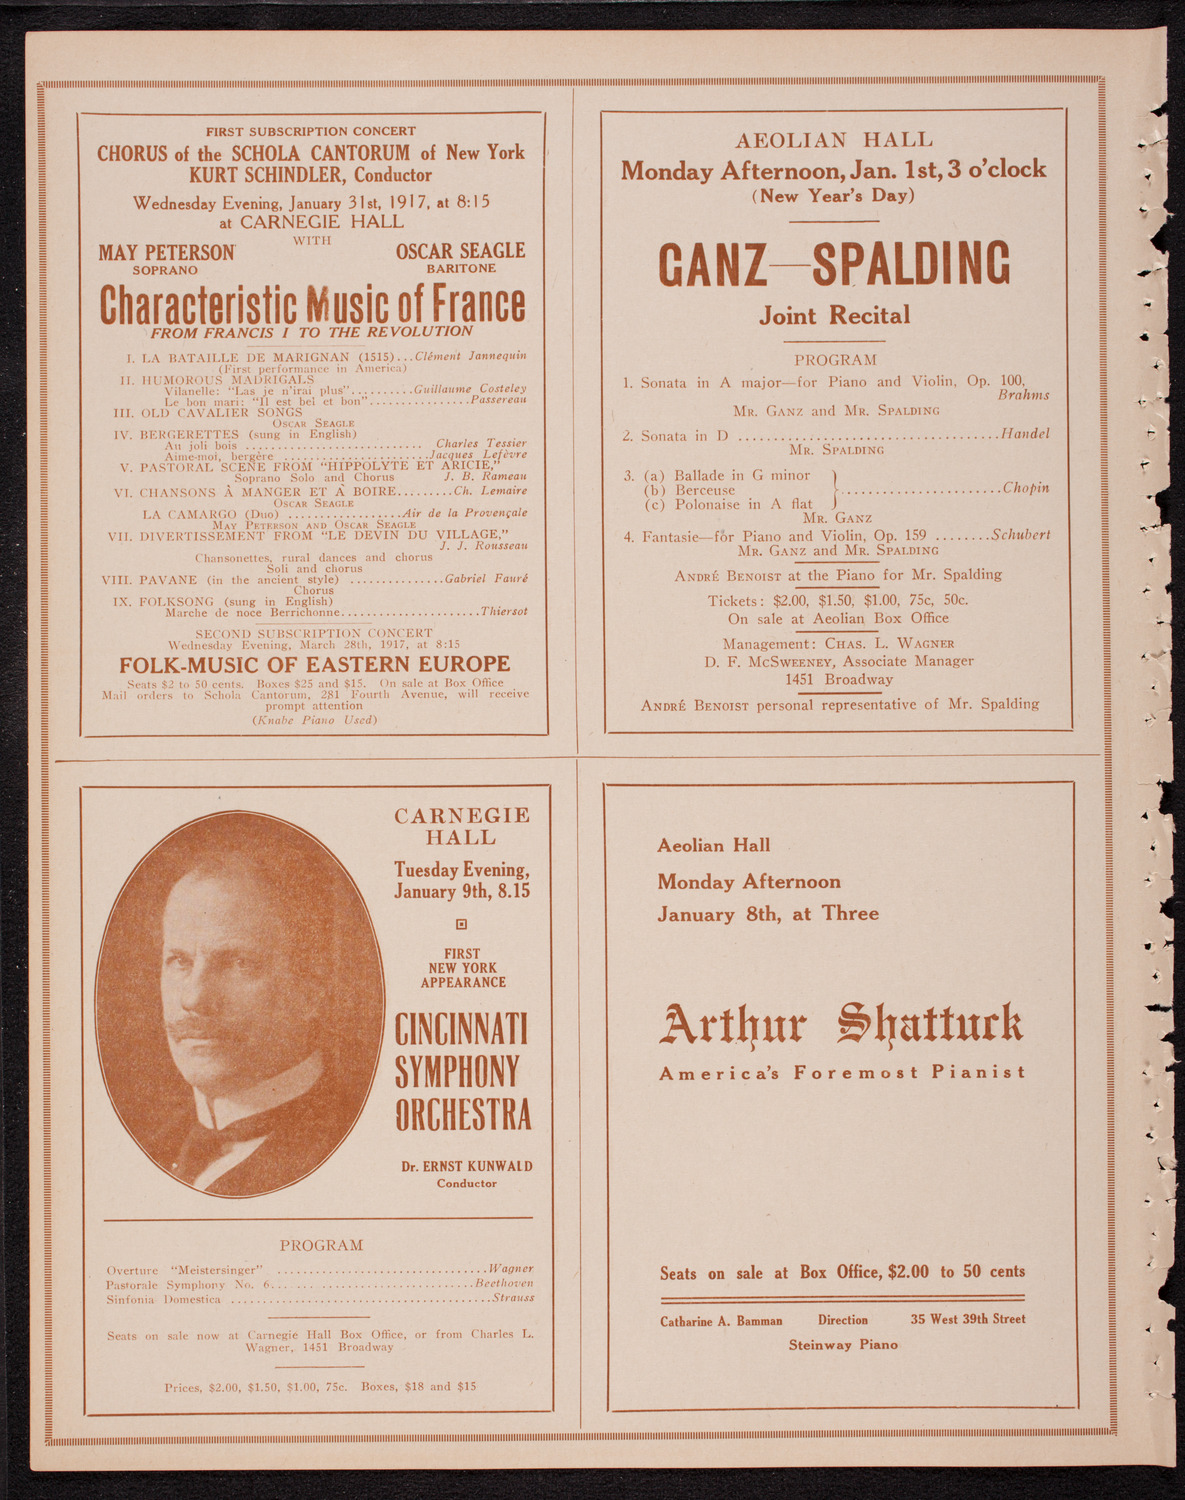 FIRST SUBSCRIPTION CONCERT
CHORUS of the SCHOLA CANTORUM of New York
KURT SCHINDLER, Conductor
Wednesday Evening, January 31st, 1917, at 8:15
at CARNEGIE HALL
WITH
MAY PETERSON OSCAR SEAGLE
SOPRANO BARITONE
Characteristic Music of France
FROM FRANCIS I TO THE REVOLUTION
I. LA BATAILLE DE MARIGNAN (1515)...Clément Jannequin
(First performance in America)
II. HUMOROUS MADRIGALS
Vilanelle: "Las je n'irai plus"..........Guillaume Costeley
Le bon mari: "Il est bel et bon"................Passereau
III. OLD CAVALIER SONGS
OSCAR SEAGLE
IV. BERGERETTES (sung in English)
Au joli bois ............................ Charles Tessier
Aime-moi, bergère .......................Jacques Lefèvre
V. PASTORAL SCENE FROM "HIPPOLYTE ET ARICIE,"
Soprano Solo and Chorus J. B. Rameau
VI. CHANSONS À MANGER ET À BOIRE.........Ch. Lemaire
OSCAR SEAGLE
LA CAMARGO (Duo) ................Air de la Provençale
MAY PETERSON AND OSCAR SEAGLE
VII. DIVERTISSEMENT FROM "LE DEVIN DU VILLAGE,"
J. J. Rousseau
Chansonettes, rural dances and chorus
Soli and chorus
VIII. PAVANE (in the ancient style) ...............Gabriel Fauré
Chorus
IX. FOLKSONG (sung in English)
Marche de noce Berrichonne.......................Thiersot
SECOND SUBSCRIPTION CONCERT
Wednesday Evening, March 28th, 1917, at 8:15
FOLK-MUSIC OF EASTERN EUROPE
Seats $2 to 50 cents. Boxes $25 and $15. On sale at Box Office
Mail orders to Schola Cantorum, 281 Fourth Avenue, will receive
prompt attention
(Knabe Piano Used)
AEOLIAN HALL
Monday Afternoon, Jan. 1st, 3 o'clock
(New Year's Day)
GANZ—SPALDING
Joint Recital
PROGRAM
1. Sonata in A major—for Piano and Violin, Op. 100,
Brahms
MR. GANZ and MR. SPALDING
2. Sonata in D ....................................Handel
MR. SPALDING
3. (a) Ballade in G minor
(b) Berceuse ........................Chopin
(c) Polonaise in A flat
MR. GANZ
4. Fantasie—for Piano and Violin, Op. 159 ........Schubert
MR. GANZ and MR. SPALDING
ANDRÉ BENOIST at the Piano for Mr. Spalding
Tickets: $2.00, $1.50, $1.00, 75c, 50c.
On sale at Aeolian Box Office
Management: CHAS. L. WAGNER
D. F. MCSWEENEY, Associate Manager
1451 Broadway
ANDRÉ BENOIST personal representative of Mr. Spalding
CARNEGIE
HALL
Tuesday Evening,
January 9th, 8.15
FIRST
NEW YORK
APPEARANCE
CINCINNATI
SYMPHONY
ORCHESTRA
Dr. ERNST KUNWALD
Conductor
PROGRAM
Overture "Meistersinger" ................................Wagner
Pastorale Symphony No. 6...............................Beethoven
Sinfonia Domestica ........................................Strauss
Seats on sale now at Carnegie Hall Box Office, or from Charles L.
Wagner, 1451 Broadway
Prices, $2.00, $1.50, $1.00, 75c. Boxes, $18 and $15
Aeolian Hall
Monday Afternoon
January 8th, at Three
Arthur Shattuck
America's Foremost Pianist
Seats on sale at Box Office, $2.00 to 50 cents
Catharine A. Bamman Direction 35 West 39th Street
Steinway Piano